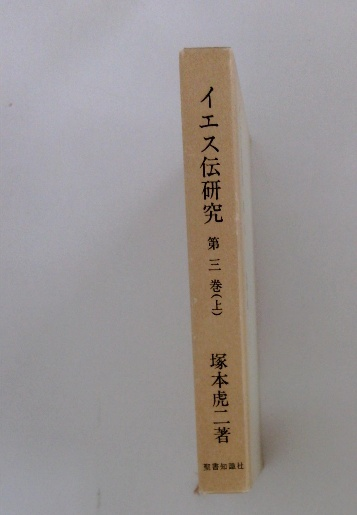 イエス伝研究 第三巻(上)
塚本虎二著
聖書知識社